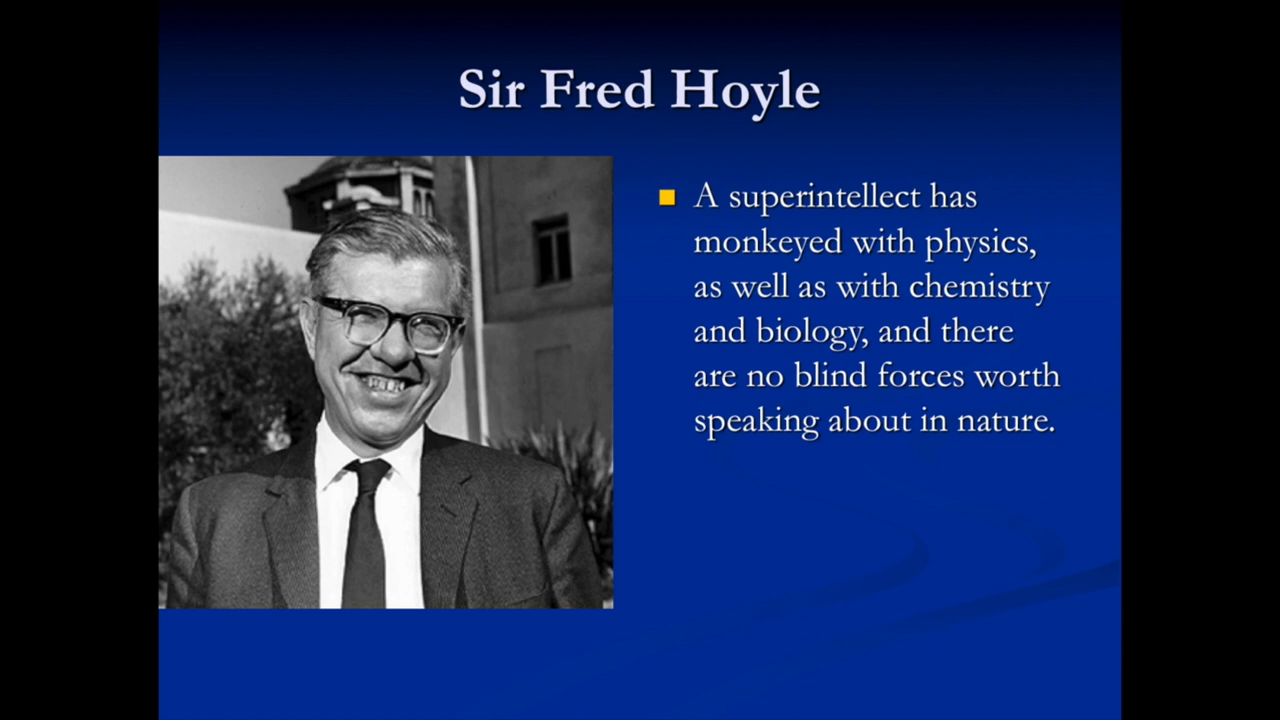 Sir Fred Hoyle
A superintellect has
monkeyed with physics,
as well as with chemistry
and biology, and there
are no blind forces worth
speaking about in nature.